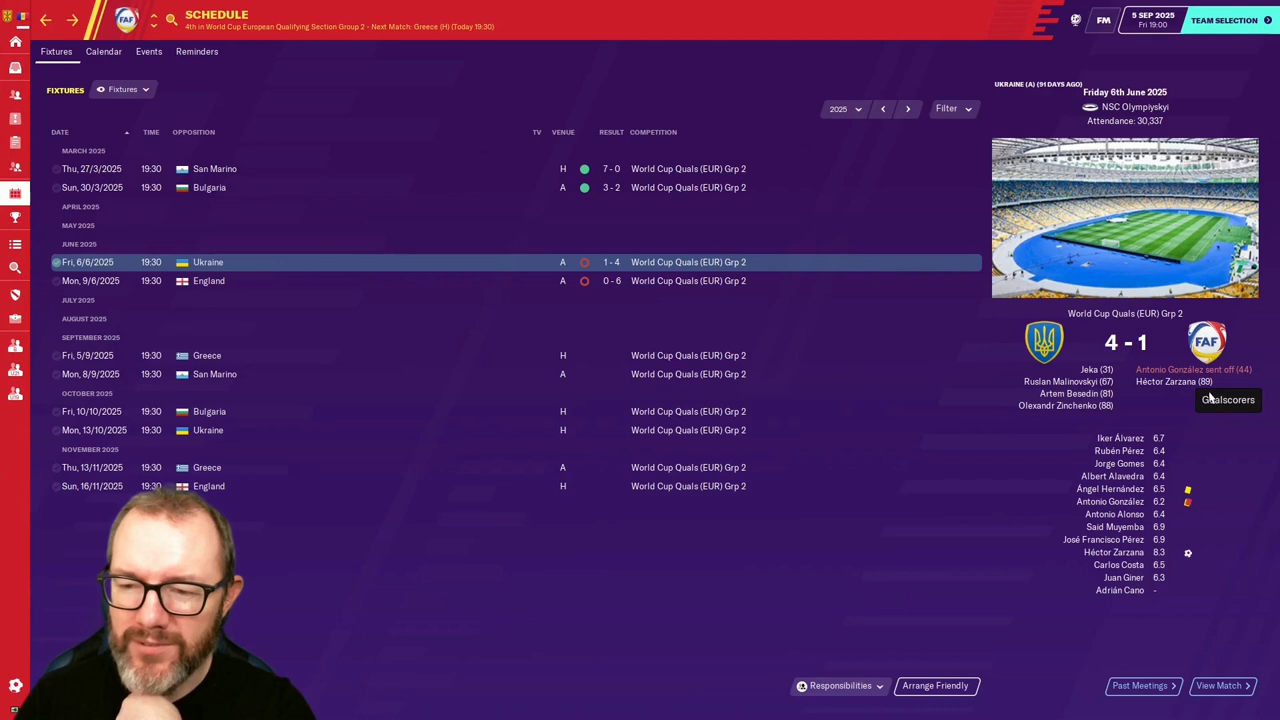 SCHEDULE
4th in World Cup European Qualifying Section Group 2 - Next Match: Greece (H) (Today 19:30)
FAF
FM
5 SEP 2025
Fri 19:00
TEAM SELECTION
Fixtures Calendar Events Reminders
FIXTURES Fixtures
2025 Filter
DATE TIME OPPOSITION TV VENUE RESULT COMPETITION
MARCH 2025
Thu, 27/3/2025 19:30 San Marino H 7 - 0 World Cup Quals (EUR) Grp 2
Sun, 30/3/2025 19:30 Bulgaria A 3 - 2 World Cup Quals (EUR) Grp 2
APRIL 2025
MAY 2025
JUNE 2025
Fri, 6/6/2025 19:30 Ukraine A 1 - 4 World Cup Quals (EUR) Grp 2
Mon, 9/6/2025 19:30 England A 0 - 6 World Cup Quals (EUR) Grp 2
JULY 2025
AUGUST 2025
SEPTEMBER 2025
Fri, 5/9/2025 19:30 Greece H World Cup Quals (EUR) Grp 2
Mon, 8/9/2025 19:30 San Marino A World Cup Quals (EUR) Grp 2
OCTOBER 2025
Fri, 10/10/2025 19:30 Bulgaria H World Cup Quals (EUR) Grp 2
Mon, 13/10/2025 19:30 Ukraine H World Cup Quals (EUR) Grp 2
NOVEMBER 2025
Thu, 13/11/2025 19:30 Greece A World Cup Quals (EUR) Grp 2
Sun, 16/11/2025 19:30 England H World Cup Quals (EUR) Grp 2
Responsibilities Arrange Friendly
UKRAINE (A) (91 DAYS AGO)
Friday 6th June 2025
NSC Olympiyskyi
Attendance: 30,337
World Cup Quals (EUR) Grp 2
4 - 1 FAF
Jeka (31) Antonio González sent off (44)
Ruslan Malinovskyi (67) Héctor Zarzana (89)
Artem Besedin (81)
Olexandr Zinchenko (88)
Goalscorers
Iker Álvarez 6.7
Rubén Pérez 6.4
Jorge Gomes 6.4
Albert Alavedra 6.4
Ángel Hernández 6.5
Antonio González 6.2
Antonio Alonso 6.4
Said Muyemba 6.9
José Francisco Pérez 6.9
Héctor Zarzana 8.3
Carlos Costa 6.5
Juan Giner 6.3
Adrián Cano -
Past Meetings View Match